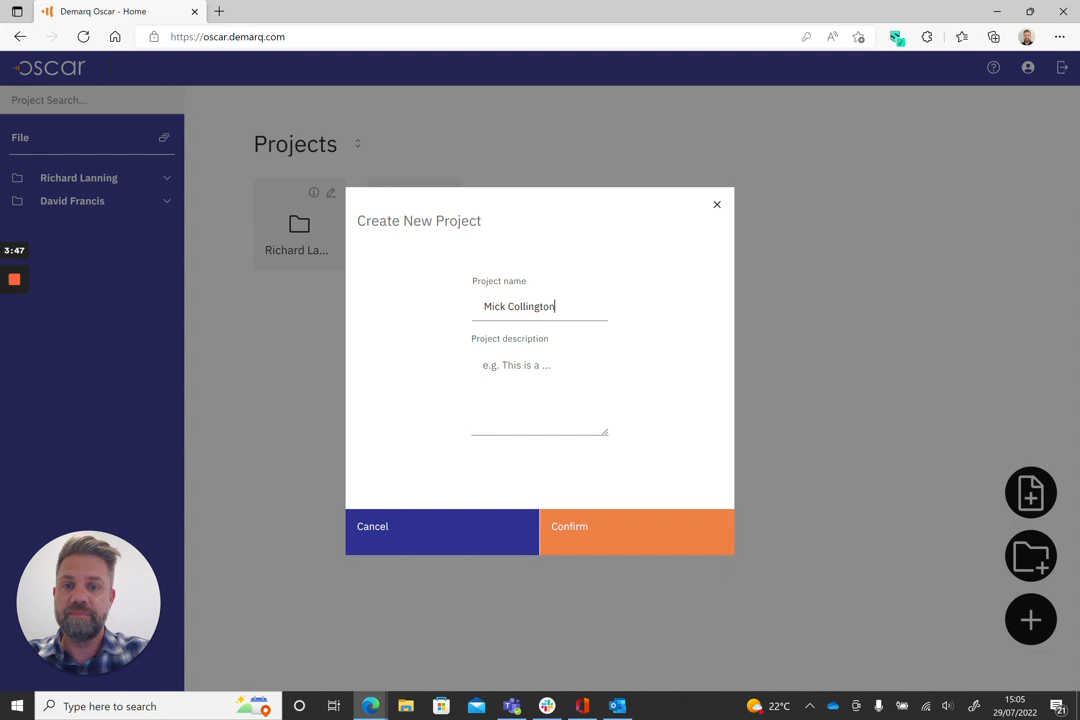 Demarq Oscar - Home
https://oscar.demarq.com
oscar
Project Search...
File
Richard Lanning
David Francis
3:47
Projects
Richard La...
Create New Project
Project name
Mick Collington
Project description
e.g. This is a ...
Cancel
Confirm
Type here to search
22°C
15:05
29/07/2022
21